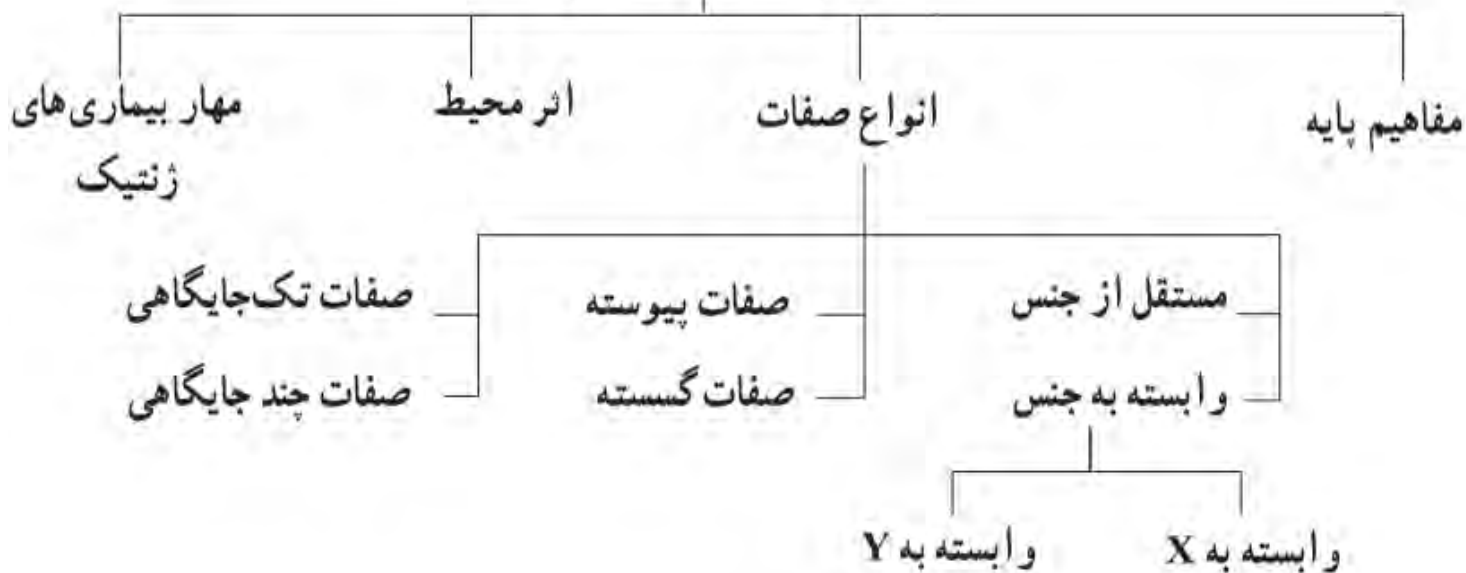 مفاهیم پایه
انواع صفات
اثر محیط
مهار بیماری‌های
ژنتیک
مستقل از جنس
صفات پیوسته
صفات تک‌جایگاهی
وابسته به جنس
صفات گسسته
صفات چند جایگاهی
وابسته به X
وابسته به Y